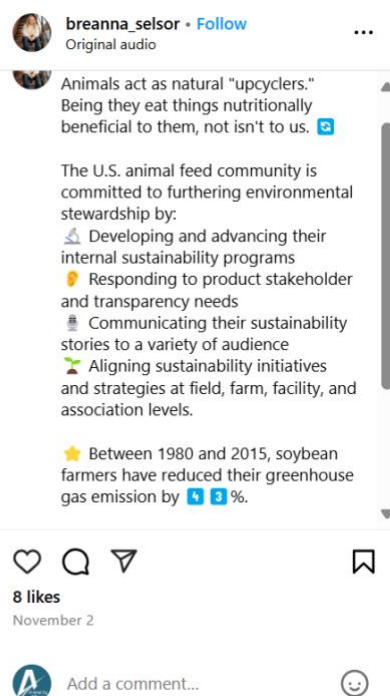 breanna_selsor • Follow
Original audio
Animals act as natural "upcyclers."
Being they eat things nutritionally
beneficial to them, not isn't to us. 🔄
The U.S. animal feed community is
committed to furthering environmental
stewardship by:
🔬 Developing and advancing their
internal sustainability programs
👂 Responding to product stakeholder
and transparency needs
🎙️ Communicating their sustainability
stories to a variety of audience
🌱 Aligning sustainability initiatives
and strategies at field, farm, facility, and
association levels.
⭐ Between 1980 and 2015, soybean
farmers have reduced their greenhouse
gas emission by 4️⃣ 3️⃣%.
8 likes
November 2
Add a comment...